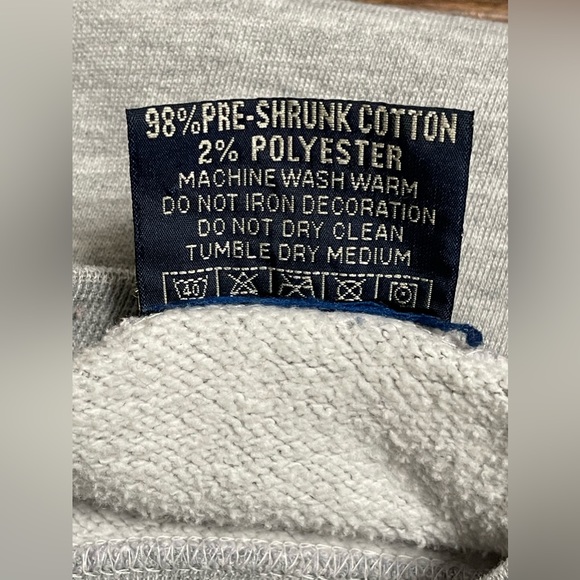 98% PRE-SHRUNK COTTON
2% POLYESTER
MACHINE WASH WARM
DO NOT IRON DECORATION
DO NOT DRY CLEAN
TUMBLE DRY MEDIUM
40